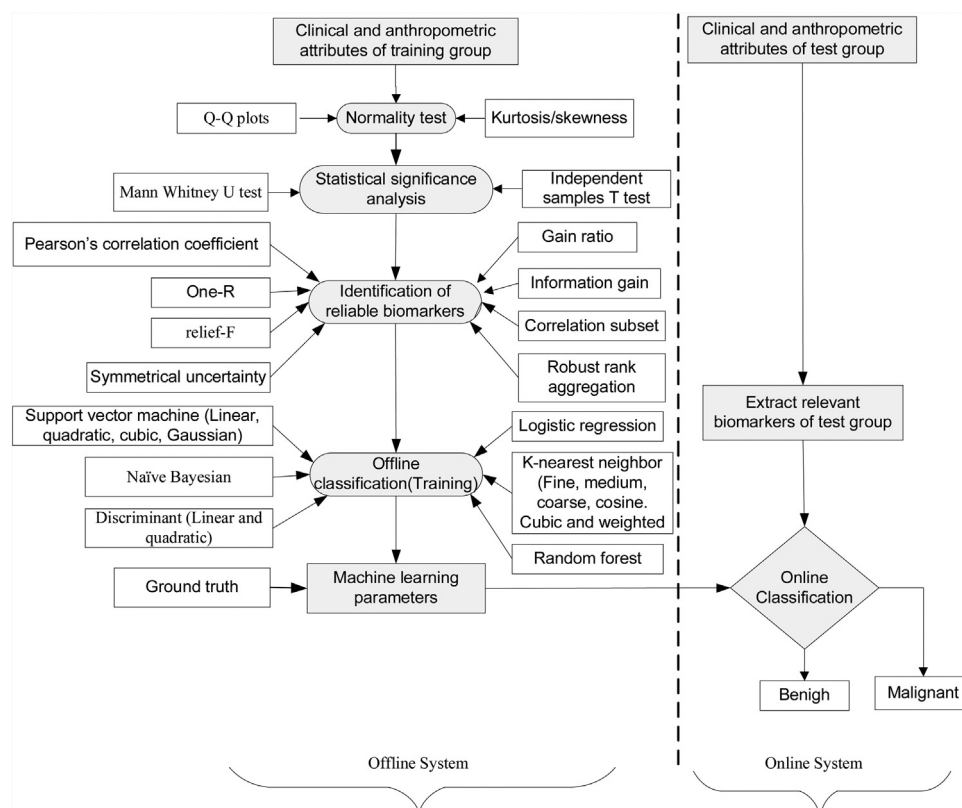 Clinical and anthropometric
attributes of training group
Clinical and anthropometric
attributes of test group
Q-Q plots
Normality test
Kurtosis/skewness
Mann Whitney U test
Statistical significance
analysis
Independent
samples T test
Pearson’s correlation coefficient
Gain ratio
One-R
Identification of
reliable biomarkers
Information gain
relief-F
Correlation subset
Symmetrical uncertainty
Robust rank
aggregation
Extract relevant
biomarkers of test group
Support vector machine (Linear,
quadratic, cubic, Gaussian)
Logistic regression
Naïve Bayesian
Offline
classification(Training)
K-nearest neighbor
(Fine, medium,
coarse, cosine.
Cubic and weighted
Discriminant (Linear and
quadratic)
Random forest
Ground truth
Machine learning
parameters
Online
Classification
Benigh
Malignant
Offline System
Online System